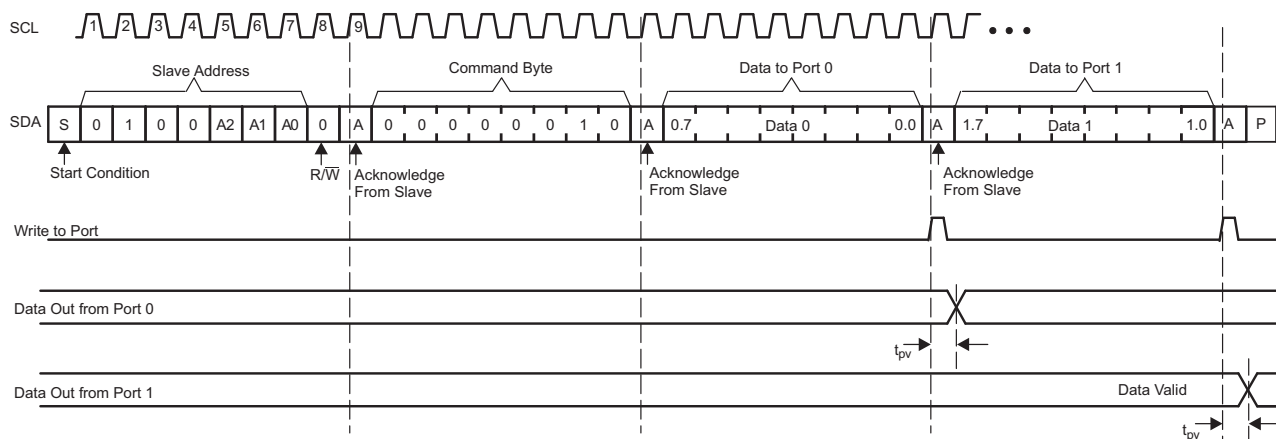 SCL 1 2 3 4 5 6 7 8 9
Slave Address Command Byte Data to Port 0 Data to Port 1
SDA S 0 1 0 0 A2 A1 A0 0 A 0 0 0 0 0 0 1 0 A 0.7 Data 0 0.0 A 1.7 Data 1 1.0 A P
Start Condition R/W̅ Acknowledge From Slave Acknowledge From Slave Acknowledge From Slave
Write to Port
Data Out from Port 0
tpv
Data Out from Port 1 Data Valid
tpv